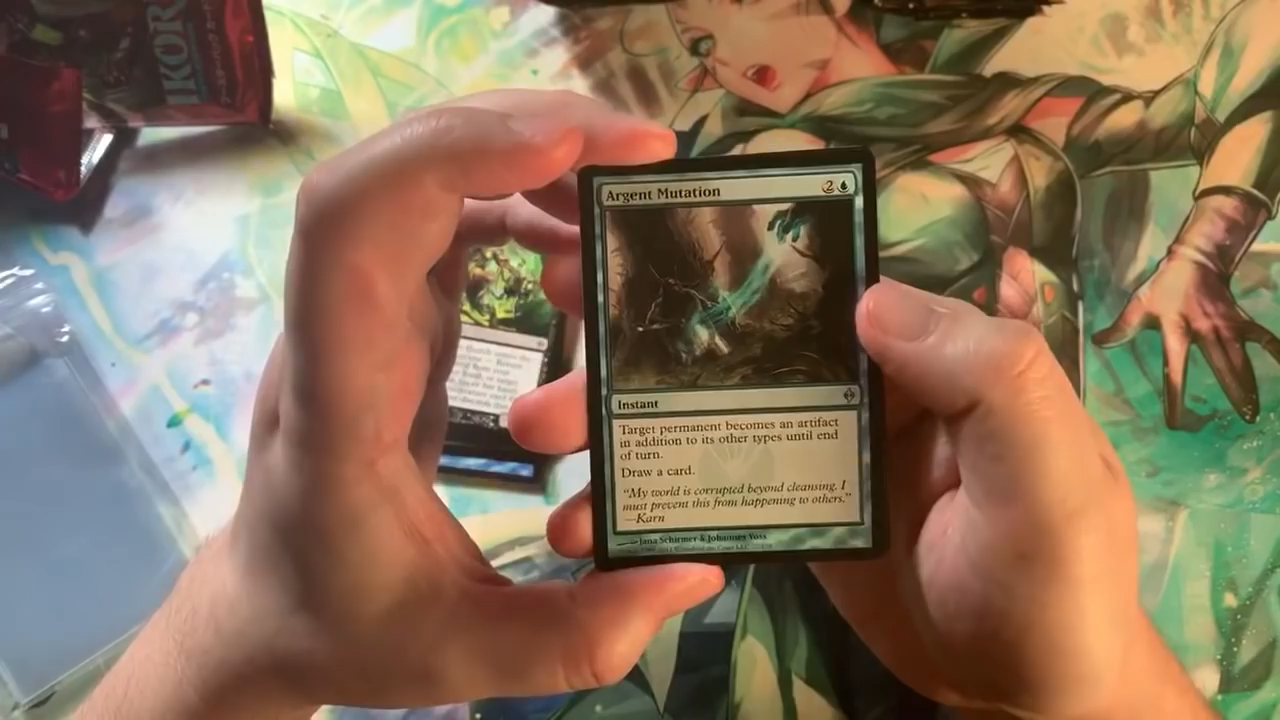 IKOR
Argent Mutation 2
Instant
Target permanent becomes an artifact
in addition to its other types until end
of turn.
Draw a card.
"My world is corrupted beyond cleansing. I
must prevent this from happening to others."
—Karn
Jana Schirmer & Johannes Voss